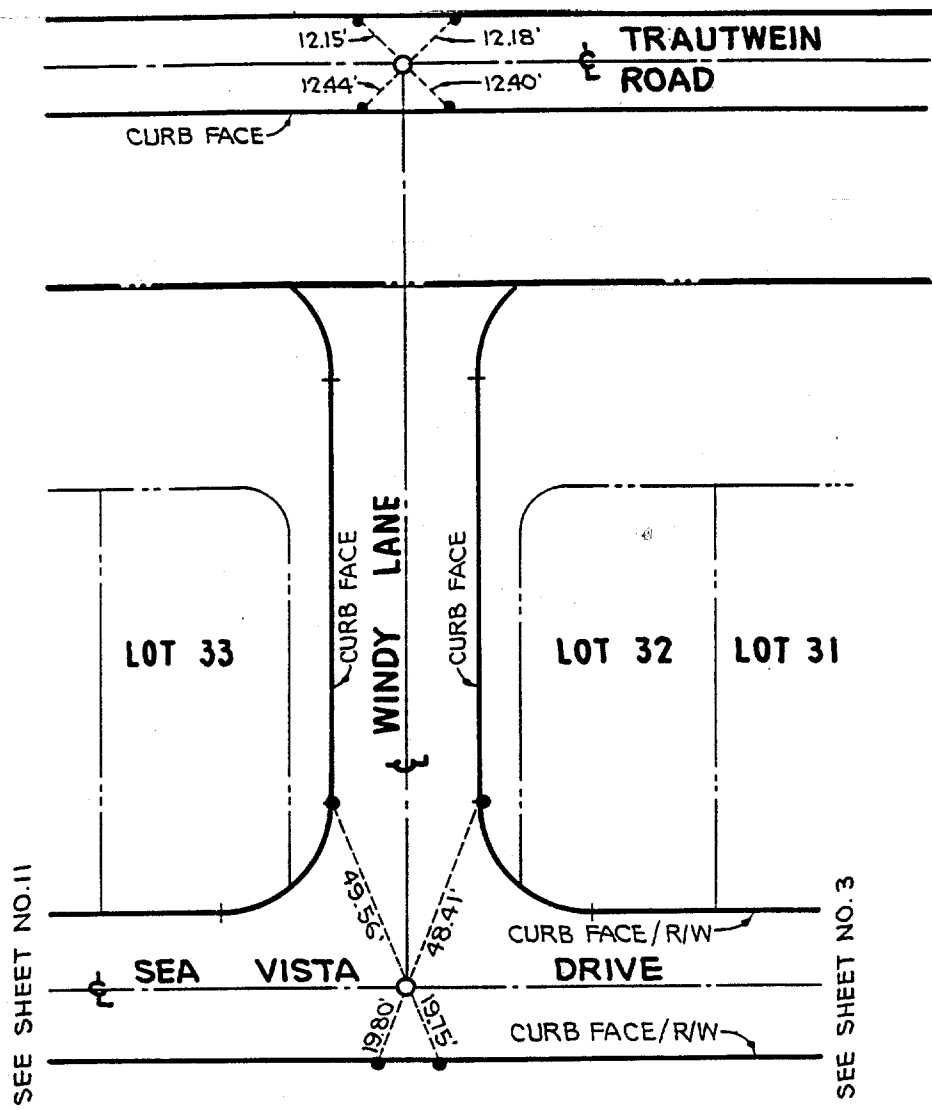 12.15'
12.18'
℄ TRAUTWEIN
ROAD
12.44'
12.40'
CURB FACE
CURB FACE
WINDY LANE
℄
CURB FACE
LOT 33
LOT 32
LOT 31
SEE SHEET NO. 11
49.56'
48.41'
CURB FACE/R/W
SEA VISTA DRIVE
℄
SEE SHEET NO. 3
19.80'
19.75'
CURB FACE/R/W